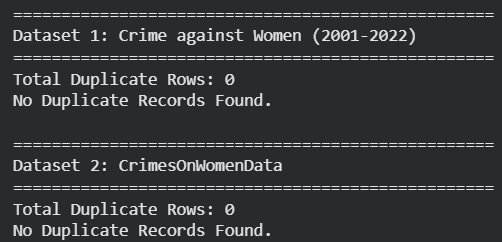 ==================================================
Dataset 1: Crime against Women (2001-2022)
==================================================
Total Duplicate Rows: 0
No Duplicate Records Found.

==================================================
Dataset 2: CrimesOnWomenData
==================================================
Total Duplicate Rows: 0
No Duplicate Records Found.